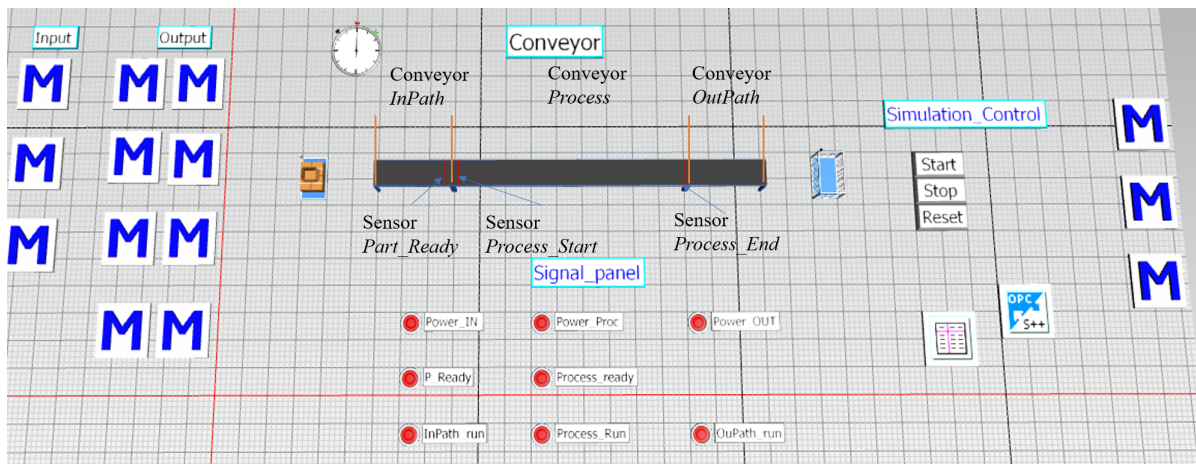 Input
Output
Conveyor
Conveyor
InPath
Conveyor
Process
Conveyor
OutPath
Simulation_Control
Start
Stop
Reset
Sensor
Part_Ready
Sensor
Process_Start
Sensor
Process_End
Signal_panel
Power_IN
Power_Proc
Power_OUT
P_Ready
Process_ready
InPath_run
Process_Run
OuPath_run
M
M
M
M
M
M
M
M
M
M
M
M
M
M
OPC
S++